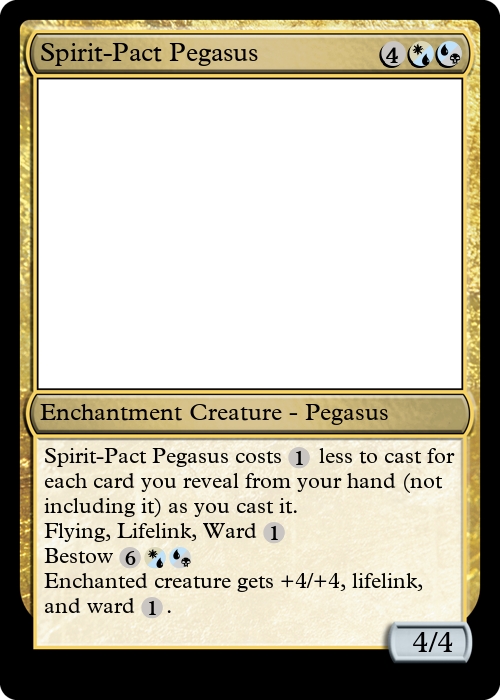 Spirit-Pact Pegasus 4
Enchantment Creature - Pegasus
Spirit-Pact Pegasus costs 1 less to cast for
each card you reveal from your hand (not
including it) as you cast it.
Flying, Lifelink, Ward 1
Bestow 6
Enchanted creature gets +4/+4, lifelink,
and ward 1 .
4/4